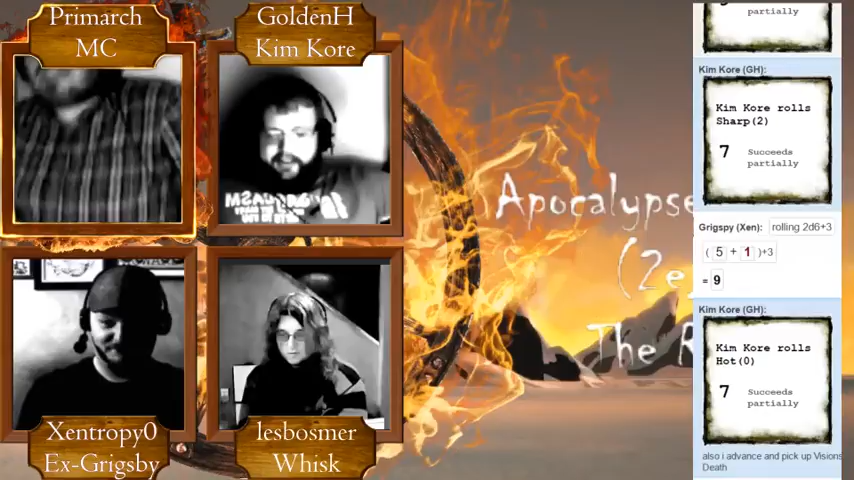 Primarch
MC
GoldenH
Kim Kore
Xentropy0
Ex-Grigsby
lesbosmer
Whisk
Apocalypse
(2e
The R
partially
Kim Kore (GH):
Kim Kore rolls
Sharp(2)
7 Succeeds
partially
Grigspy (Xen): rolling 2d6+3
( 5 + 1 )+3
= 9
Kim Kore (GH):
Kim Kore rolls
Hot(0)
7 Succeeds
partially
also i advance and pick up Visions
Death